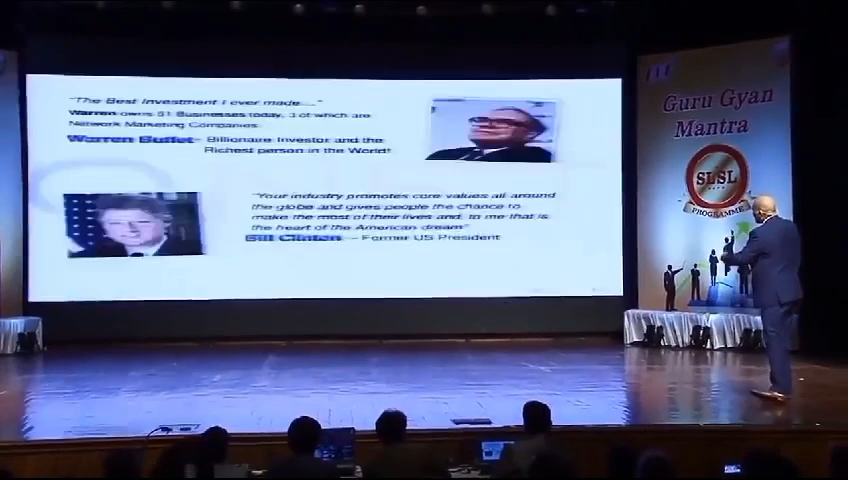 "The Best Investment I ever made...."
Warren owns 91 Businesses today, 3 of which are
Network Marketing Companies.
Warren Buffet - Billionaire Investor and the
Richest person in the World!
"Your industry promotes core values all around
the globe and gives people the chance to
make the most of their lives and, to me that is
the heart of the American dream"
Bill Clinton - Former US President
Guru Gyan
Mantra
SLSL
PROGRAMME